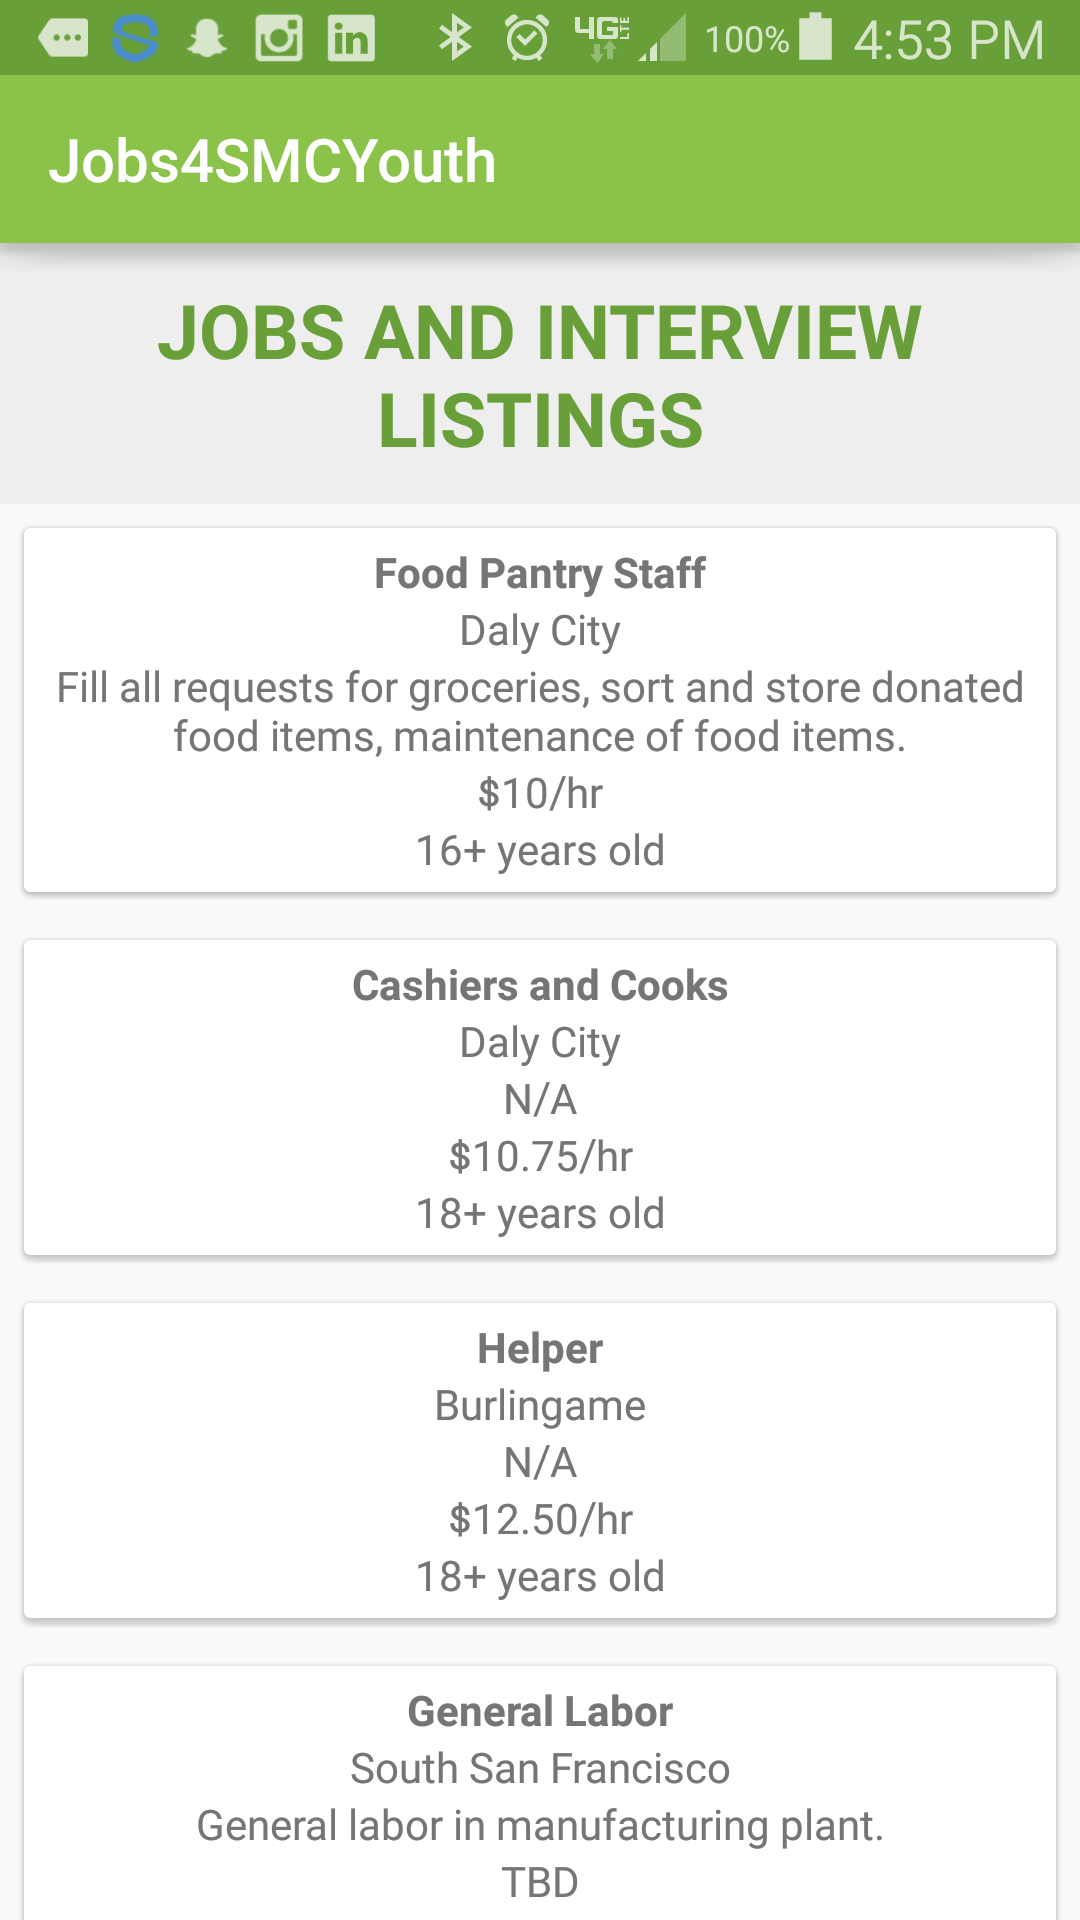 4G LTE 100% 4:53 PM
Jobs4SMCYouth
JOBS AND INTERVIEW
LISTINGS
Food Pantry Staff
Daly City
Fill all requests for groceries, sort and store donated
food items, maintenance of food items.
$10/hr
16+ years old
Cashiers and Cooks
Daly City
N/A
$10.75/hr
18+ years old
Helper
Burlingame
N/A
$12.50/hr
18+ years old
General Labor
South San Francisco
General labor in manufacturing plant.
TBD